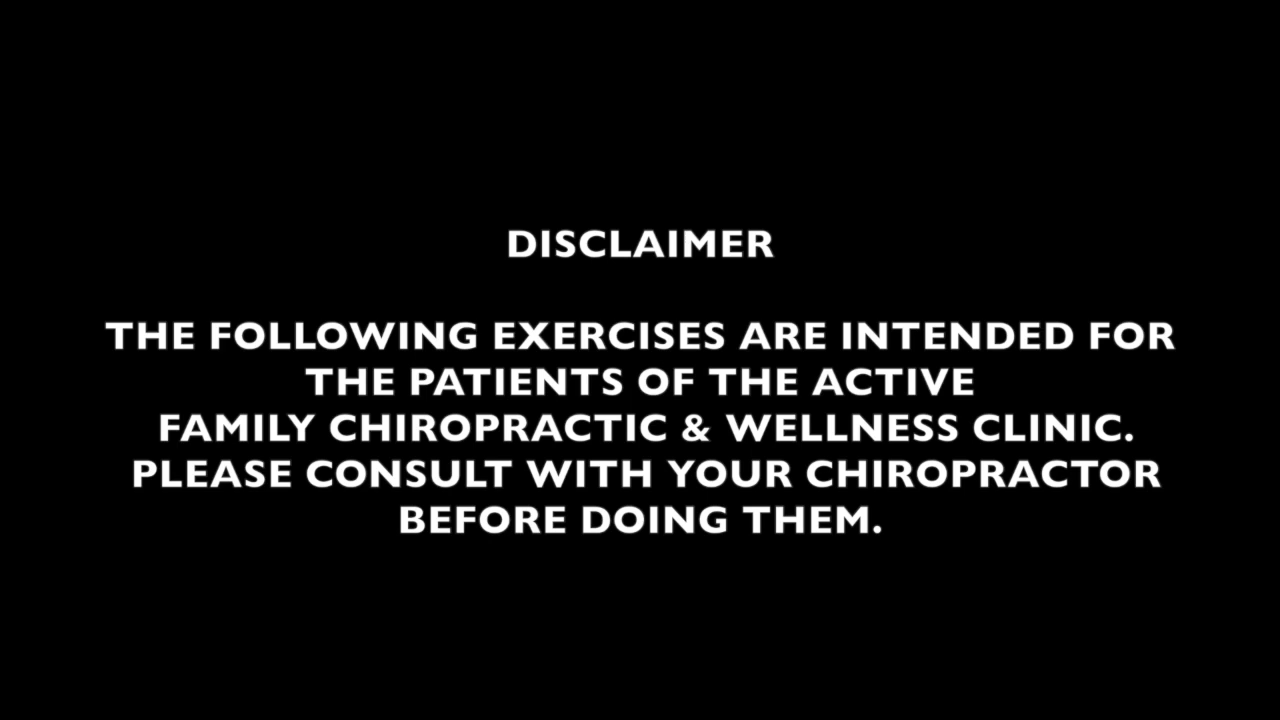 DISCLAIMER
THE FOLLOWING EXERCISES ARE INTENDED FOR
THE PATIENTS OF THE ACTIVE
FAMILY CHIROPRACTIC & WELLNESS CLINIC.
PLEASE CONSULT WITH YOUR CHIROPRACTOR
BEFORE DOING THEM.